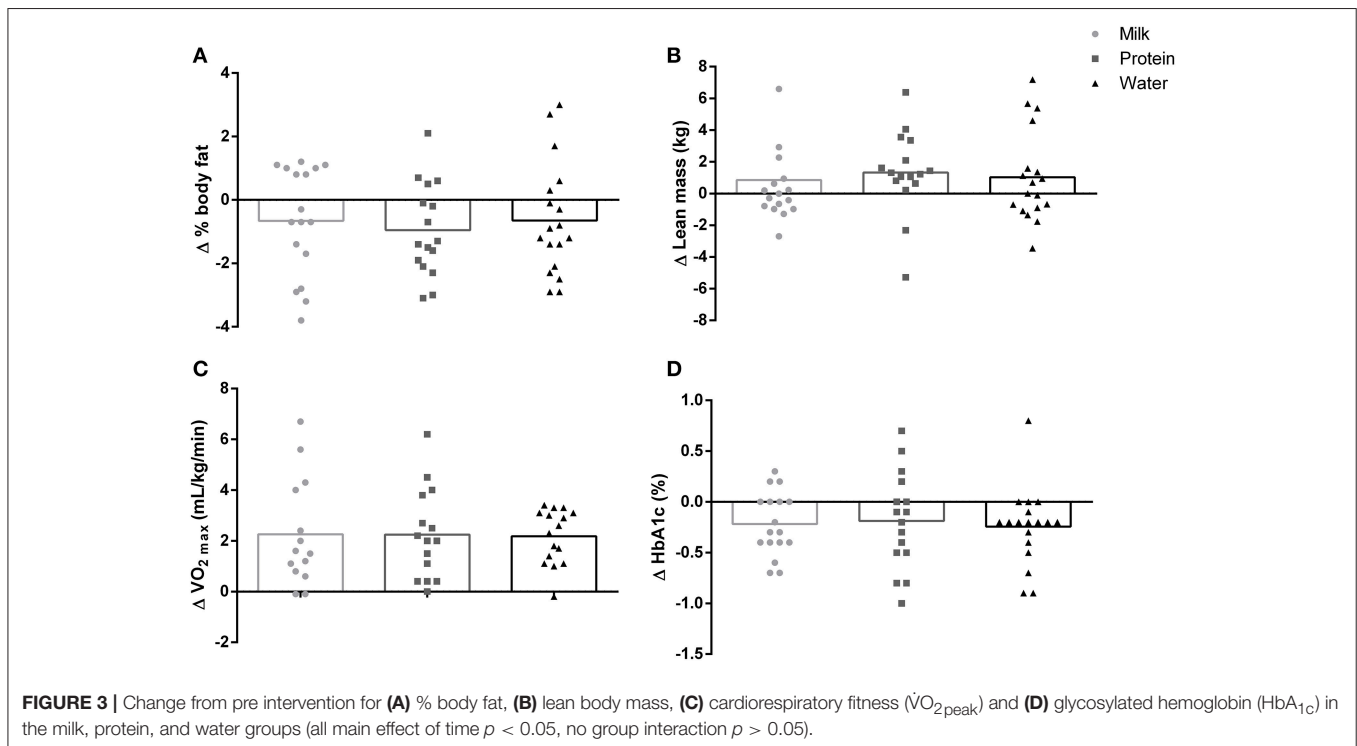 A
4
2
0
-2
-4
Δ % body fat
B
8
6
4
2
0
-2
-4
-6
-8
Δ Lean mass (kg)
Milk
Protein
Water
C
8
6
4
2
0
-2
Δ VO2 max (mL/kg/min)
D
1.0
0.5
0.0
-0.5
-1.0
-1.5
Δ HbA1c (%)
FIGURE 3 | Change from pre intervention for (A) % body fat, (B) lean body mass, (C) cardiorespiratory fitness (V̇O2peak) and (D) glycosylated hemoglobin (HbA1c) in
the milk, protein, and water groups (all main effect of time p < 0.05, no group interaction p > 0.05).